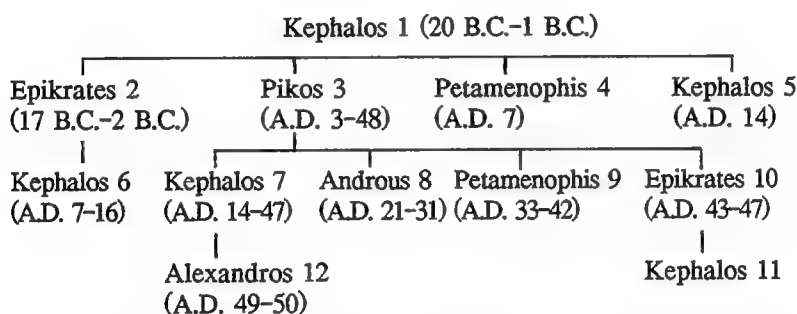 Kephalos 1 (20 B.C.-1 B.C.)
Epikrates 2 Pikos 3 Petamenophis 4 Kephalos 5
(17 B.C.-2 B.C.) (A.D. 3-48) (A.D. 7) (A.D. 14)
Kephalos 6 Kephalos 7 Androus 8 Petamenophis 9 Epikrates 10
(A.D. 7-16) (A.D. 14-47) (A.D. 21-31) (A.D. 33-42) (A.D. 43-47)
Alexandros 12 Kephalos 11
(A.D. 49-50)